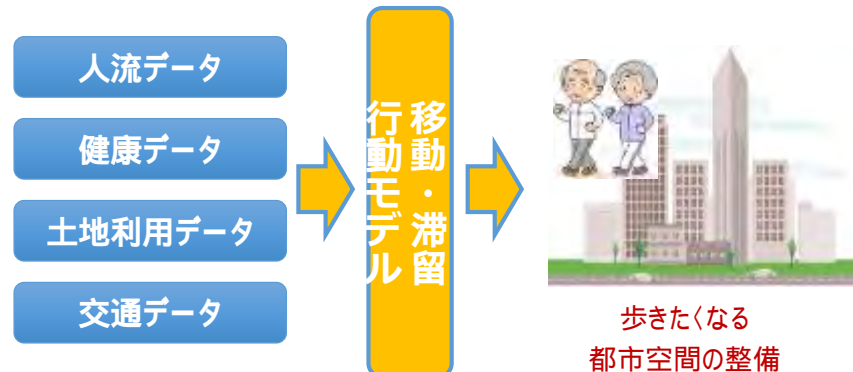 人流データ
健康データ
土地利用データ
交通データ
移動・滞留
行動モデル
歩きたくなる
都市空間の整備